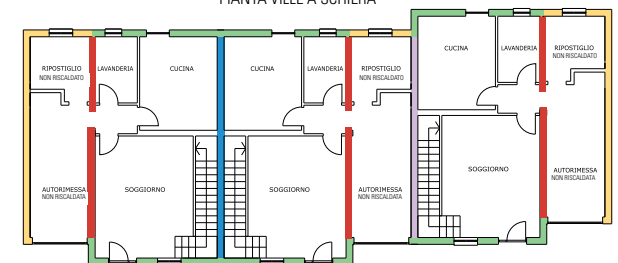 PIANTA VILLE A SCHIERA
RIPOSTIGLIO
NON RISCALDATO
LAVANDERIA
CUCINA
CUCINA
LAVANDERIA
RIPOSTIGLIO
NON RISCALDATO
CUCINA
LAVANDERIA
RIPOSTIGLIO
NON RISCALDATO
AUTORIMESSA
NON RISCALDATA
SOGGIORNO
SOGGIORNO
AUTORIMESSA
NON RISCALDATA
SOGGIORNO
AUTORIMESSA
NON RISCALDATA